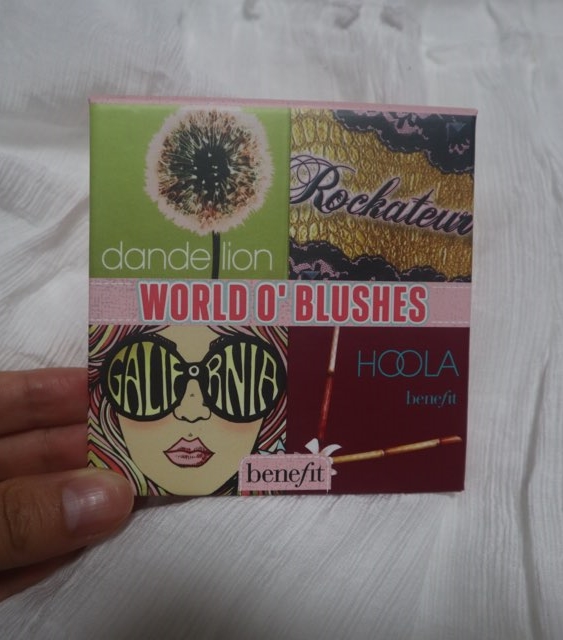 dandelion
Rockateur
WORLD O' BLUSHES
GALIFORNIA
HOOLA
benefit
benefit